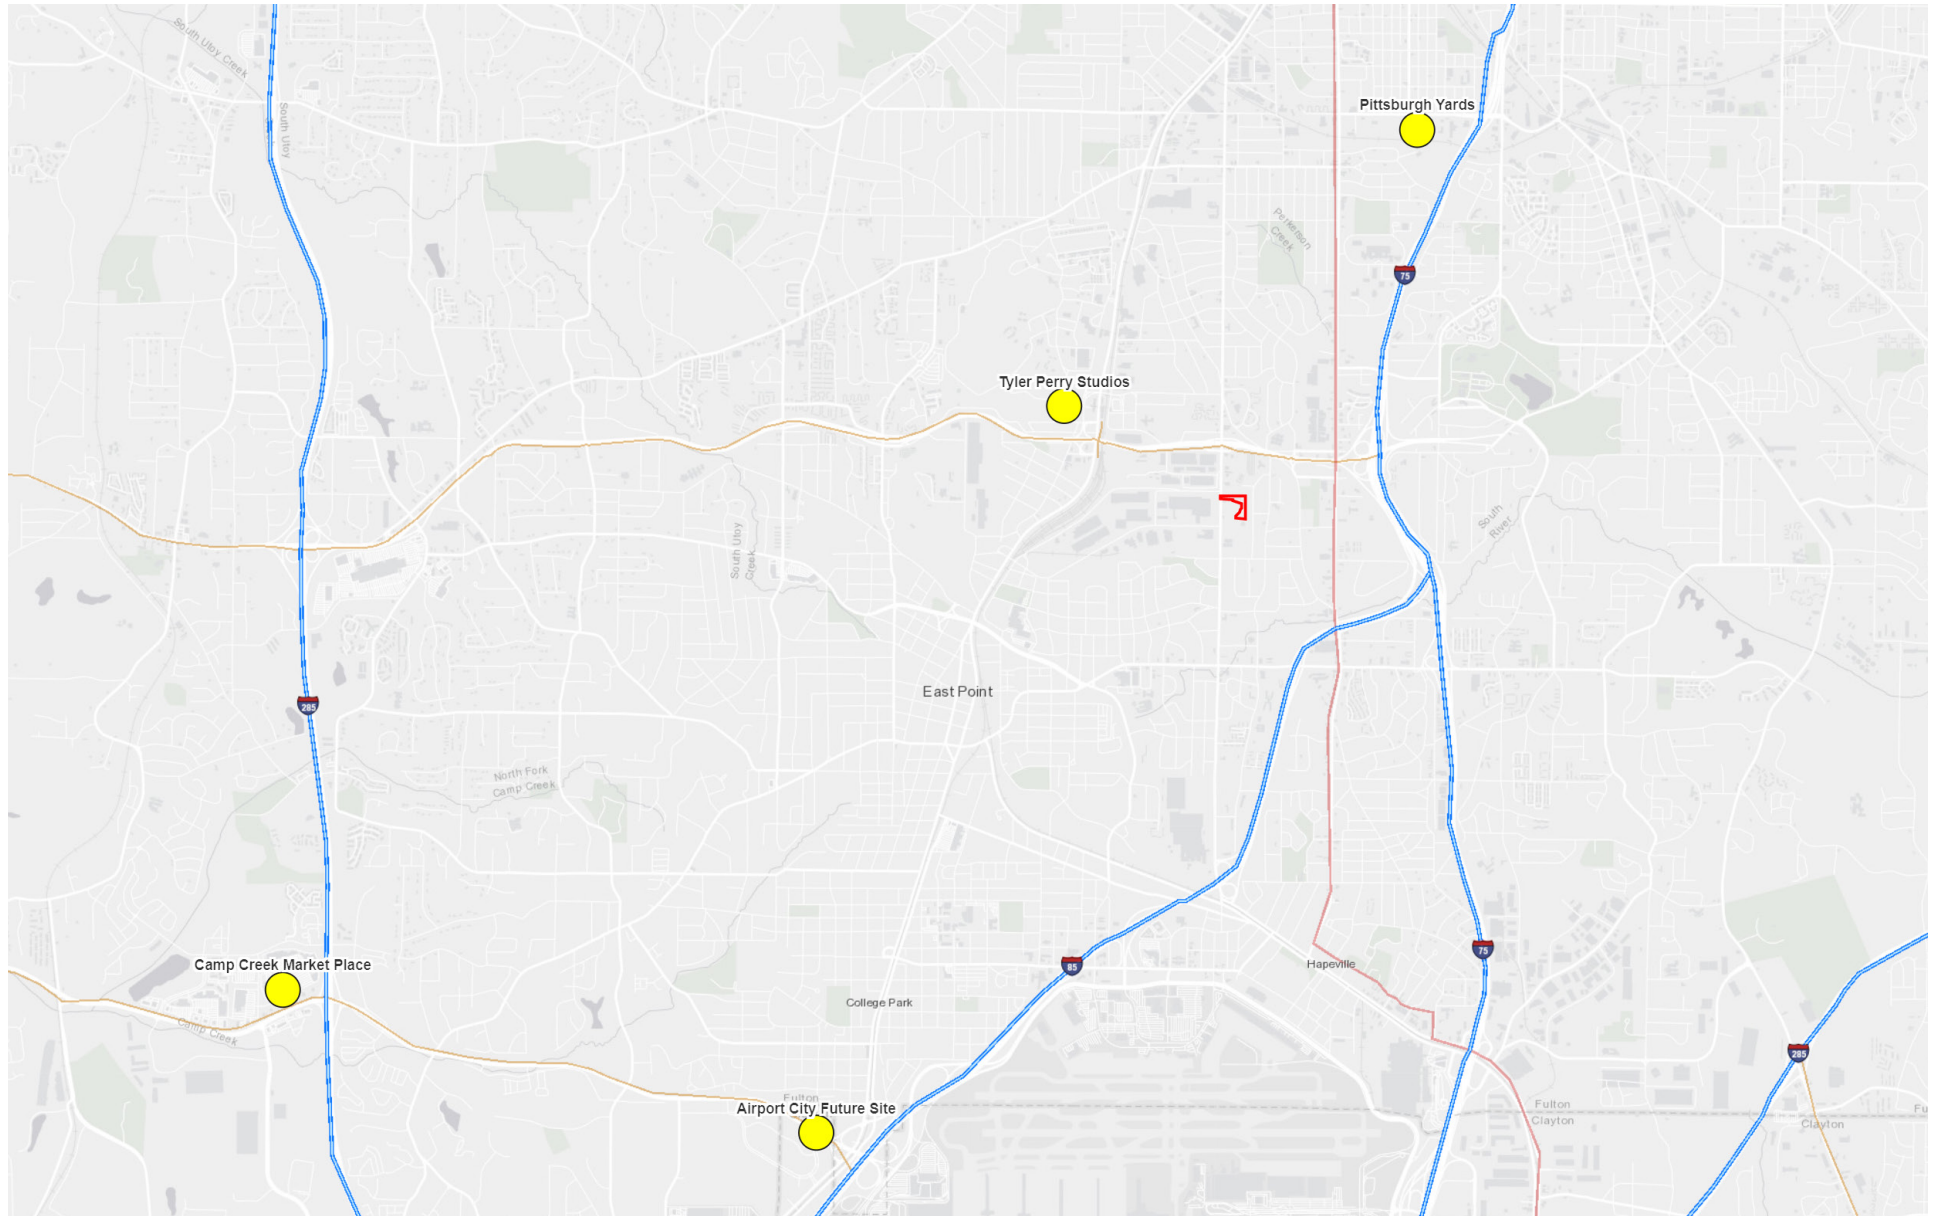 South Utoy Creek
South Utoy
Pittsburgh Yards
Perkerson
Creek
75
Tyler Perry Studios
South Utoy
Creek
South
River
East Point
285
North Fork
Camp Creek
Camp Creek Market Place
85
Hapeville
75
College Park
Camp Creek
285
Fulton
Airport City Future Site
Fulton
Clayton
Fu
Clayton